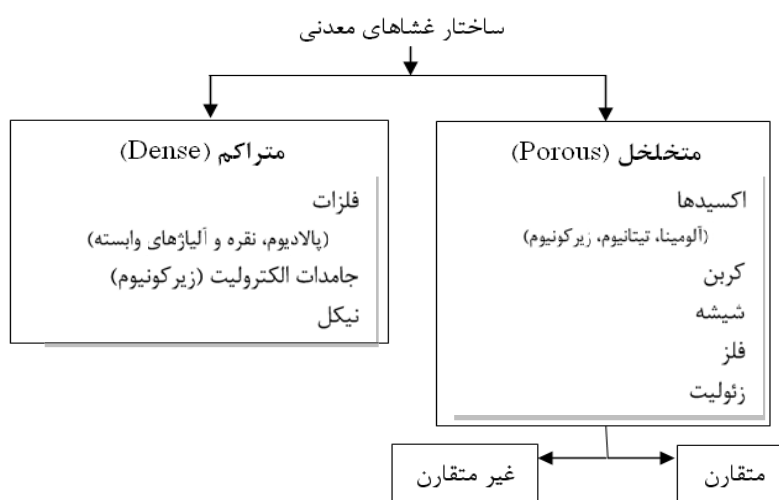 ساختار غشاهای معدنی
متخلخل (Porous)
اکسیدها
(آلومینا، تیتانیوم، زیرکونیوم)
کربن
شیشه
فلز
زئولیت
متقارن
غیر متقارن
متراکم (Dense)
فلزات
(پالادیوم، نقره و آلیاژهای وابسته)
جامدات الکترولیت (زیرکونیوم)
نیکل